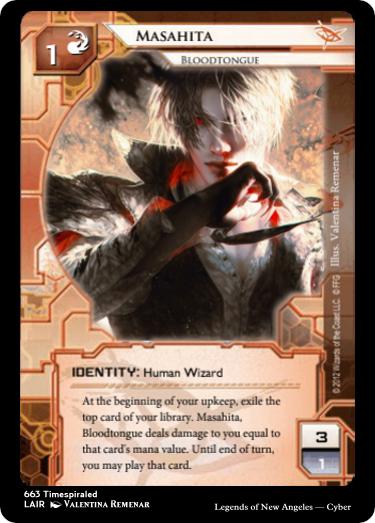 1
MASAHITA
BLOODTONGUE
Illus. Valentina Remenar
© 2012 Wizards of the Coast LLC. © FFG
IDENTITY: Human Wizard
At the beginning of your upkeep, exile the
top card of your library. Masahita,
Bloodtongue deals damage to you equal to
that card's mana value. Until end of turn,
you may play that card.
3
1
663 Timespiraled
LAIR VALENTINA REMENAR
Legends of New Angeles — Cyber